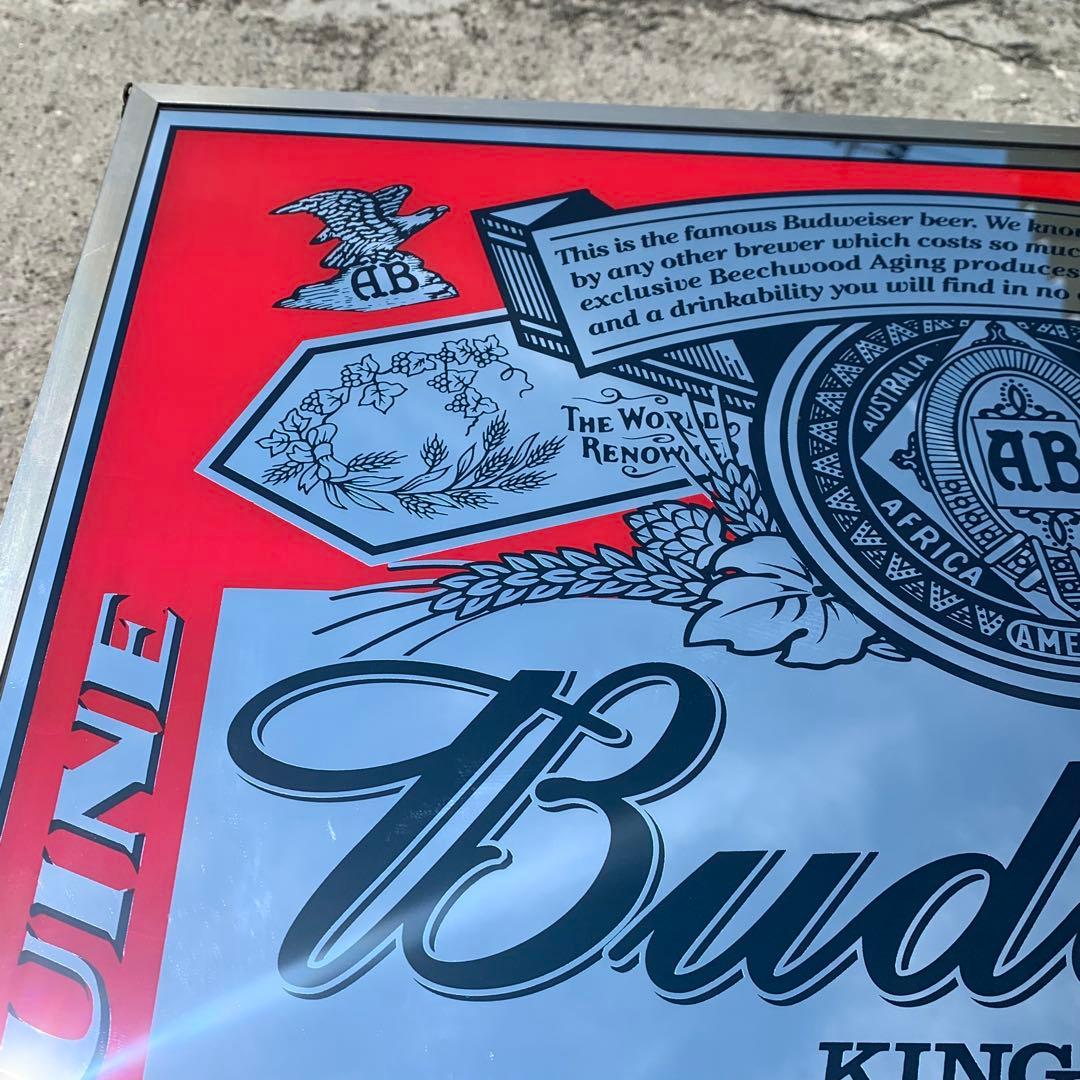 AB
This is the famous Budweiser beer. We know
by any other brewer which costs so much
exclusive Beechwood Aging produces
and a drinkability you will find in no
THE WORLD
RENOWNED
AUSTRALIA
AFRICA
AME
AB
UINE
Bud
KING